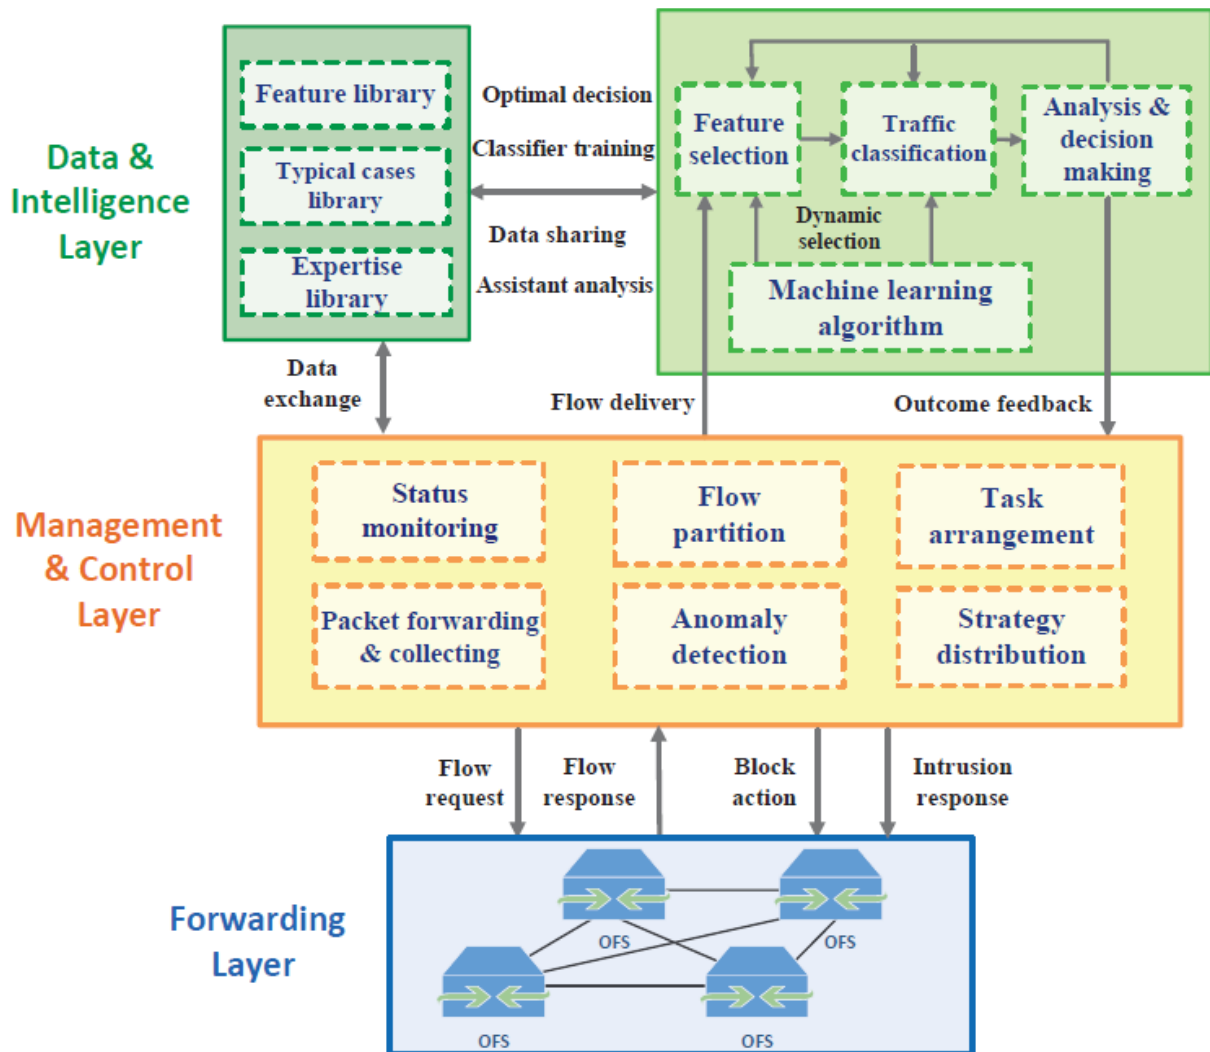 Data &
Intelligence
Layer
Feature library
Typical cases
library
Expertise
library
Optimal decision
Classifier training
Data sharing
Assistant analysis
Feature
selection
Traffic
classification
Analysis &
decision
making
Dynamic
selection
Machine learning
algorithm
Data
exchange
Flow delivery
Outcome feedback
Management
& Control
Layer
Status
monitoring
Flow
partition
Task
arrangement
Packet forwarding
& collecting
Anomaly
detection
Strategy
distribution
Flow
request
Flow
response
Block
action
Intrusion
response
Forwarding
Layer
OFS
OFS
OFS
OFS